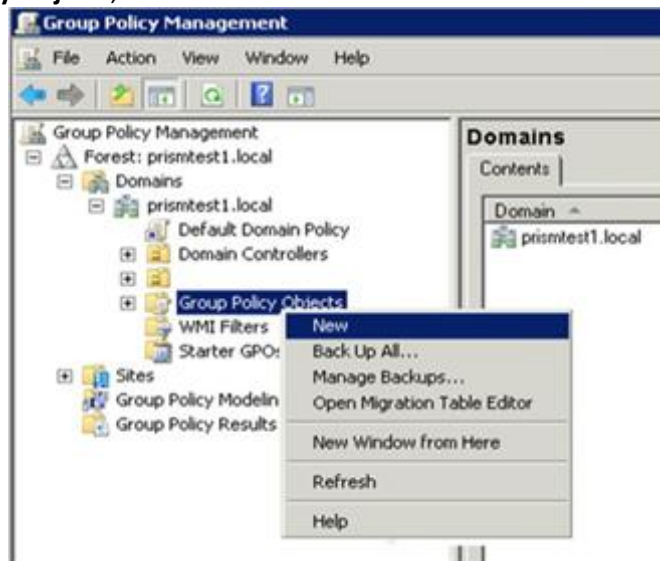 Group Policy Management
File Action View Window Help
Group Policy Management
Forest: prismtest1.local
Domains
prismtest1.local
Default Domain Policy
Domain Controllers
Group Policy Objects
WMI Filters
Starter GPOs
Sites
Group Policy Modelin
Group Policy Results
Domains
Contents
Domain
prismtest1.local
New
Back Up All...
Manage Backups...
Open Migration Table Editor
New Window from Here
Refresh
Help